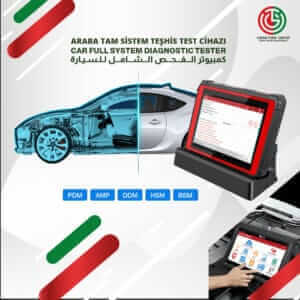 ARABA TAM SİSTEM TEŞHİS TEST CİHAZI
CAR FULL SYSTEM DIAGNOSTIC TESTER
كمبيوتر الفحص الشامل للسيارة
PDM
AMP
DDM
HSM
BSM